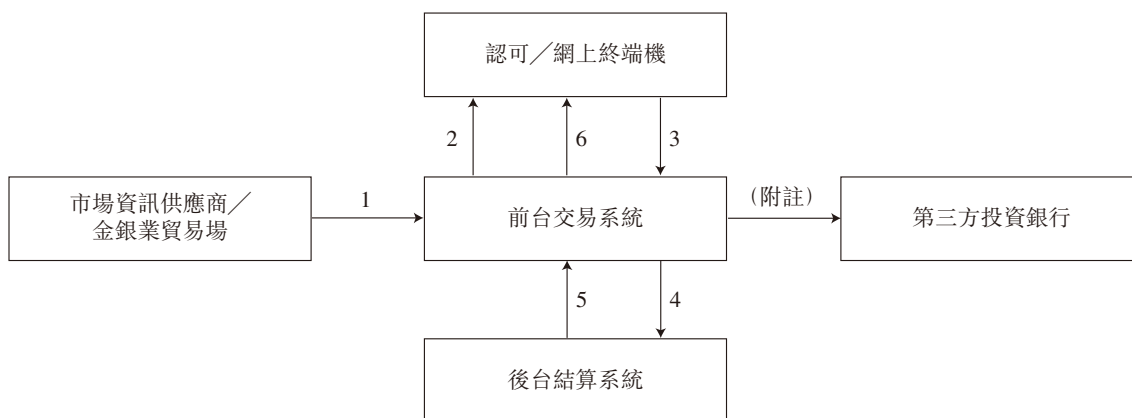 認可／網上終端機
2
6
3
市場資訊供應商／
金銀業貿易場
1
前台交易系統
（附註）
第三方投資銀行
5
4
後台結算系統